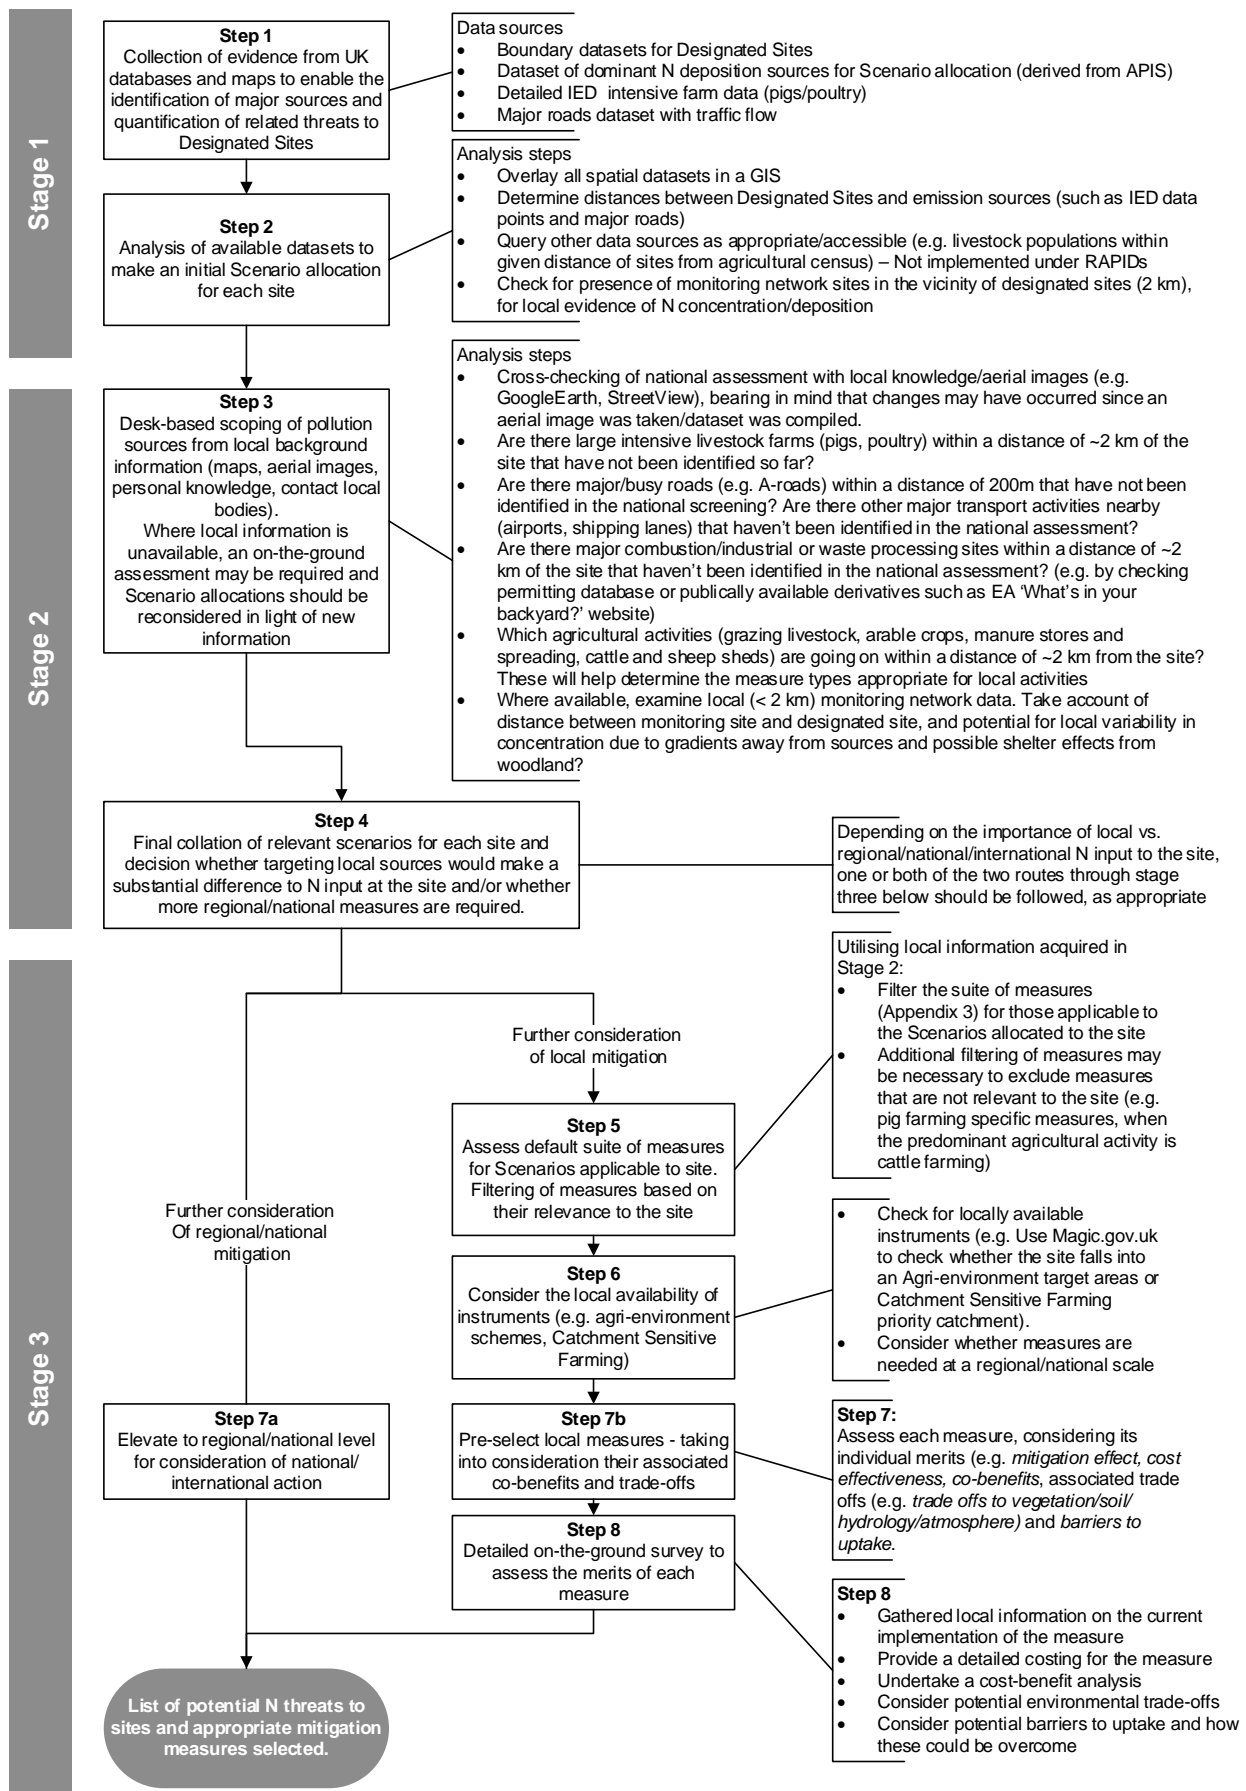 Stage 1
Step 1
Collection of evidence from UK
databases and maps to enable the
identification of major sources and
quantification of related threats to
Designated Sites
Data sources
• Boundary datasets for Designated Sites
• Dataset of dominant N deposition sources for Scenario allocation (derived from APIS)
• Detailed IED intensive farm data (pigs/poultry)
• Major roads dataset with traffic flow
Step 2
Analysis of available datasets to
make an initial Scenario allocation
for each site
Analysis steps
• Overlay all spatial datasets in a GIS
• Determine distances between Designated Sites and emission sources (such as IED data
points and major roads)
• Query other data sources as appropriate/accessible (e.g. livestock populations within
given distance of sites from agricultural census) – Not implemented under RAPIDs
• Check for presence of monitoring network sites in the vicinity of designated sites (2 km),
for local evidence of N concentration/deposition
Stage 2
Step 3
Desk-based scoping of pollution
sources from local background
information (maps, aerial images,
personal knowledge, contact local
bodies).
Where local information is
unavailable, an on-the-ground
assessment may be required and
Scenario allocations should be
reconsidered in light of new
information
Analysis steps
• Cross-checking of national assessment with local knowledge/aerial images (e.g.
GoogleEarth, StreetView), bearing in mind that changes may have occurred since an
aerial image was taken/dataset was compiled.
• Are there large intensive livestock farms (pigs, poultry) within a distance of ~2 km of the
site that have not been identified so far?
• Are there major/busy roads (e.g. A-roads) within a distance of 200m that have not been
identified in the national screening? Are there other major transport activities nearby
(airports, shipping lanes) that haven’t been identified in the national assessment?
• Are there major combustion/industrial or waste processing sites within a distance of ~2
km of the site that haven’t been identified in the national assessment? (e.g. by checking
permitting database or publically available derivatives such as EA ‘What’s in your
backyard?’ website)
• Which agricultural activities (grazing livestock, arable crops, manure stores and
spreading, cattle and sheep sheds) are going on within a distance of ~2 km from the site?
These will help determine the measure types appropriate for local activities
• Where available, examine local (< 2 km) monitoring network data. Take account of
distance between monitoring site and designated site, and potential for local variability in
concentration due to gradients away from sources and possible shelter effects from
woodland?
Step 4
Final collation of relevant scenarios for each site and
decision whether targeting local sources would make a
substantial difference to N input at the site and/or whether
more regional/national measures are required.
Depending on the importance of local vs.
regional/national/international N input to the site,
one or both of the two routes through stage
three below should be followed, as appropriate
Stage 3
Further consideration
of local mitigation
Utilising local information acquired in
Stage 2:
• Filter the suite of measures
(Appendix 3) for those applicable to
the Scenarios allocated to the site
• Additional filtering of measures may
be necessary to exclude measures
that are not relevant to the site (e.g.
pig farming specific measures, when
the predominant agricultural activity is
cattle farming)
Step 5
Assess default suite of measures
for Scenarios applicable to site.
Filtering of measures based on
their relevance to the site
Further consideration
Of regional/national
mitigation
Step 6
Consider the local availability of
instruments (e.g. agri-environment
schemes, Catchment Sensitive
Farming)
• Check for locally available
instruments (e.g. Use Magic.gov.uk
to check whether the site falls into
an Agri-environment target areas or
Catchment Sensitive Farming
priority catchment).
• Consider whether measures are
needed at a regional/national scale
Step 7a
Elevate to regional/national level
for consideration of national/
international action
Step 7b
Pre-select local measures - taking
into consideration their associated
co-benefits and trade-offs
Step 7:
Assess each measure, considering its
individual merits (e.g. mitigation effect, cost
effectiveness, co-benefits, associated trade
offs (e.g. trade offs to vegetation/soil/
hydrology/atmosphere) and barriers to
uptake.
Step 8
Detailed on-the-ground survey to
assess the merits of each
measure
Step 8
• Gathered local information on the current
implementation of the measure
• Provide a detailed costing for the measure
• Undertake a cost-benefit analysis
• Consider potential environmental trade-offs
• Consider potential barriers to uptake and how
these could be overcome
List of potential N threats to
sites and appropriate mitigation
measures selected.